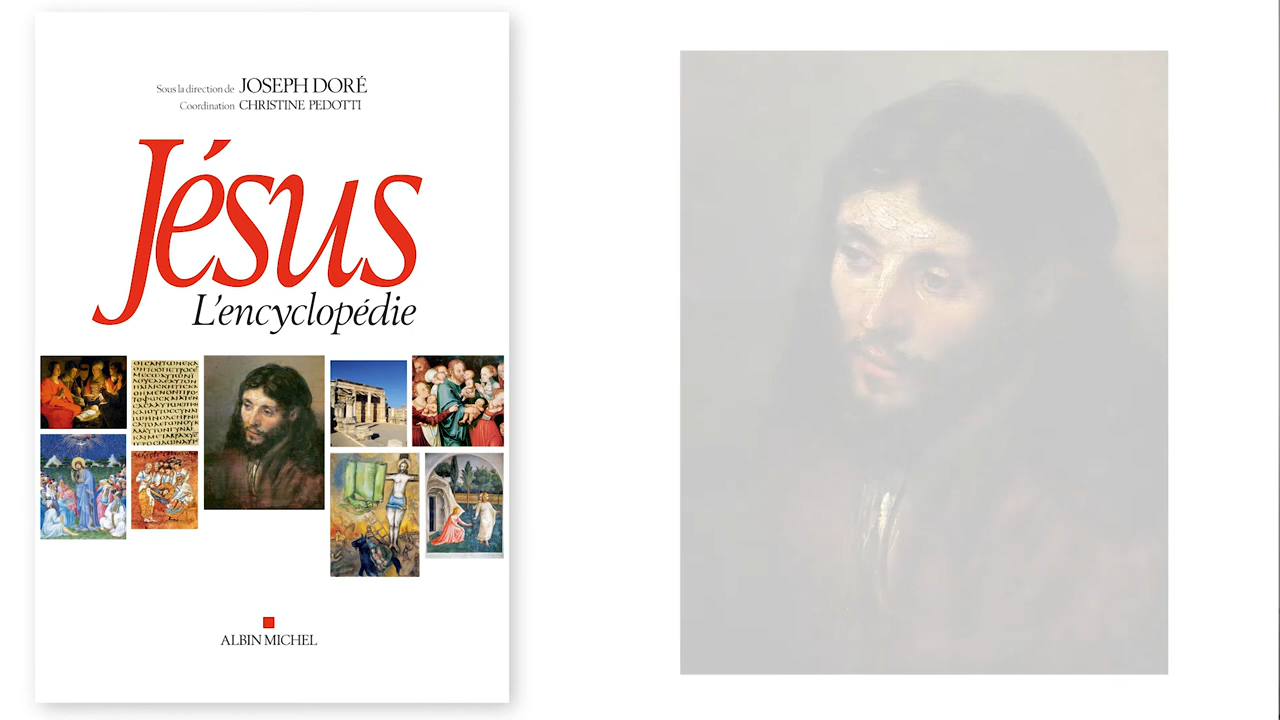 Sous la direction de JOSEPH DORÉ
Coordination CHRISTINE PEDOTTI
Jésus
L'encyclopédie
ALBIN MICHEL